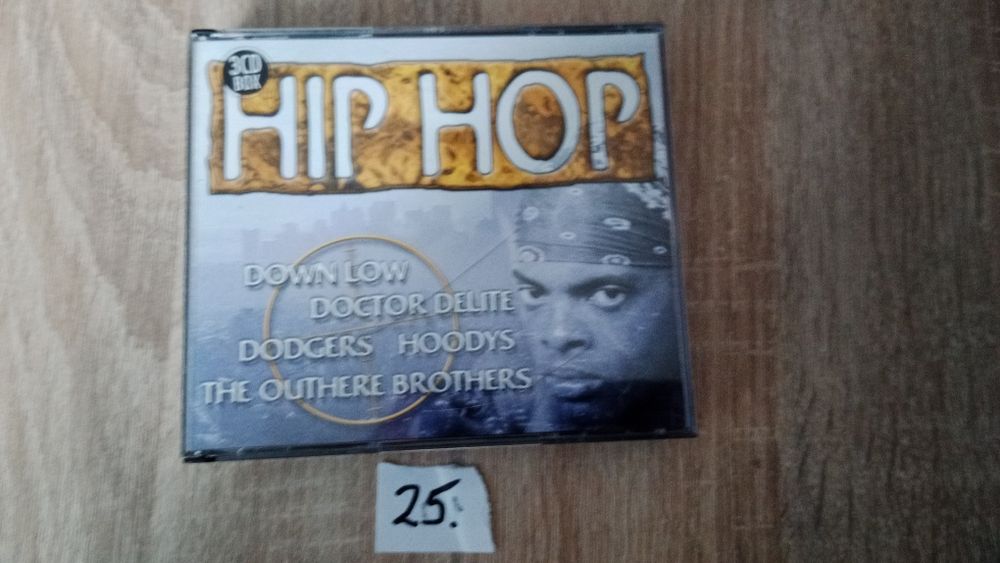 3CD
BOX
HIP HOP
DOWN LOW
DOCTOR DELITE
DODGERS HOODYS
THE OUTHERE BROTHERS
25.